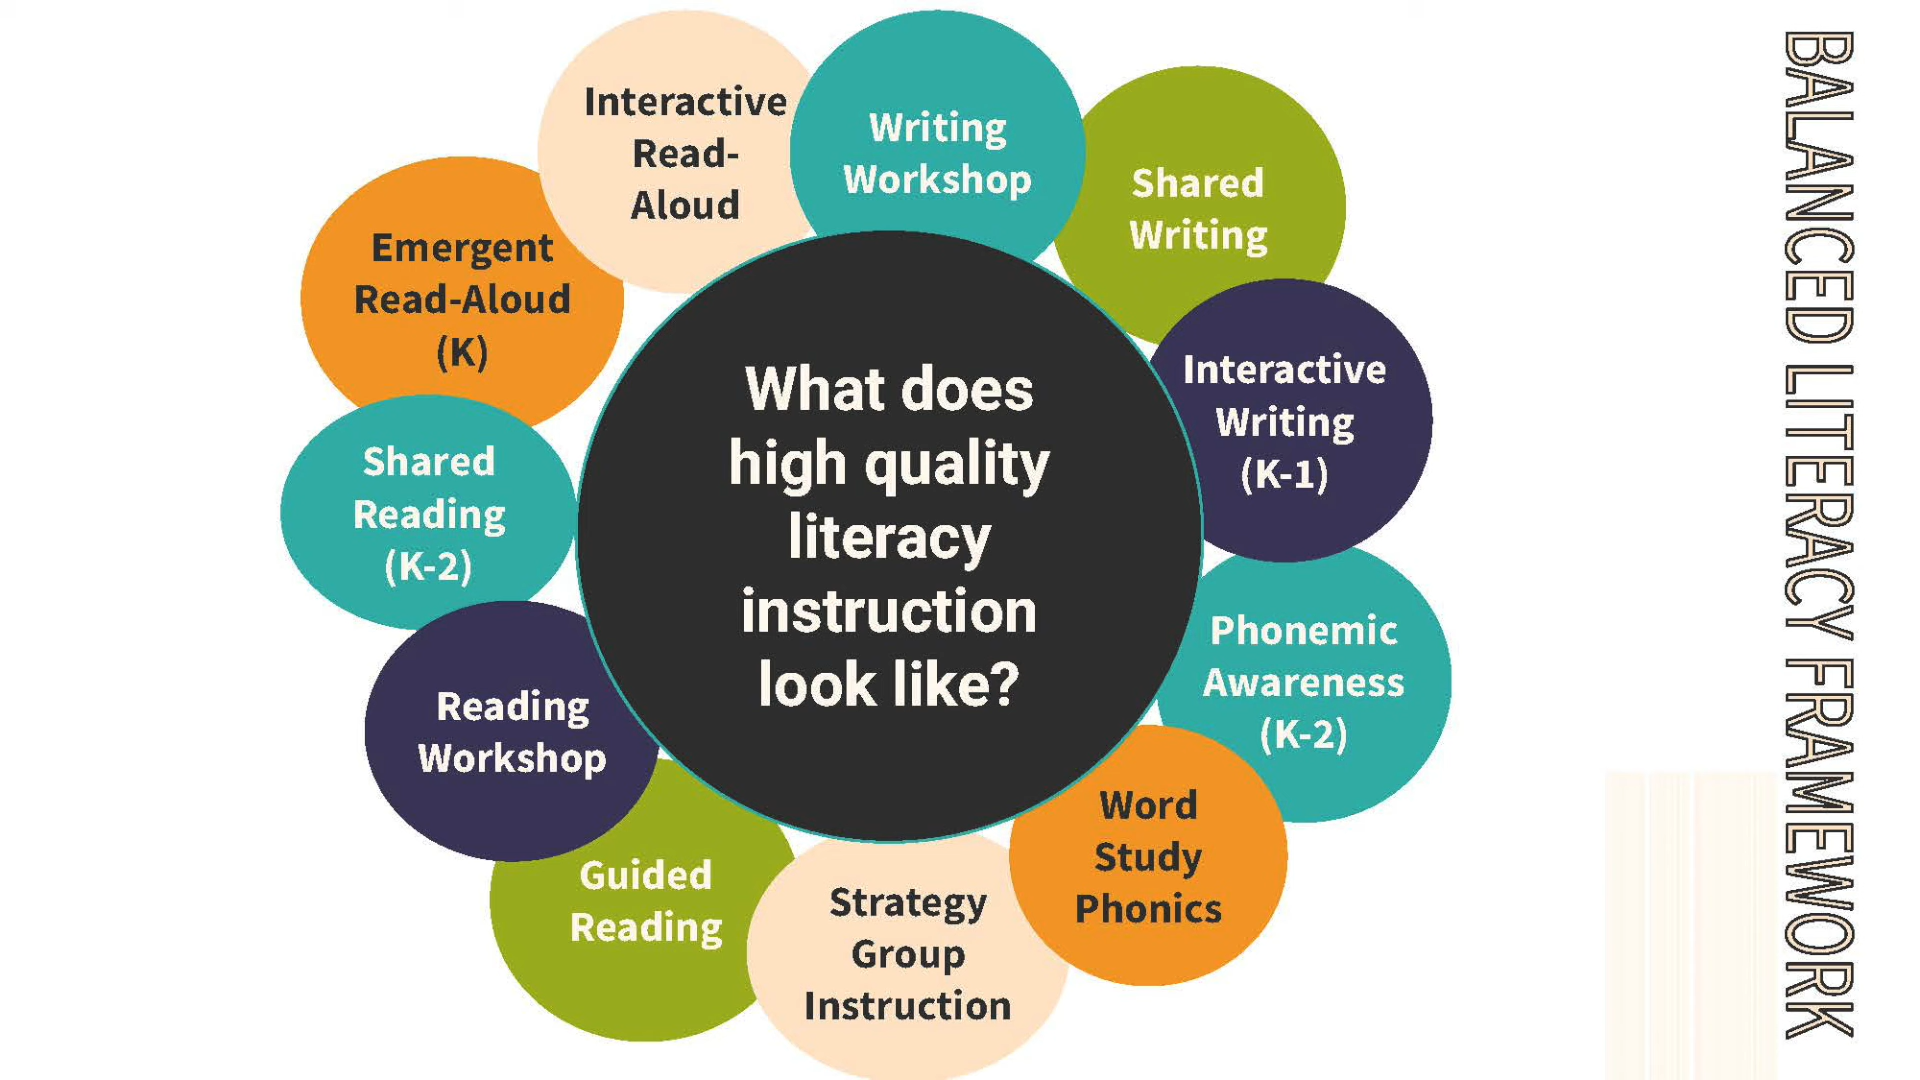 What does
high quality
literacy
instruction
look like?
Interactive
Read-
Aloud
Writing
Workshop
Shared
Writing
Interactive
Writing
(K-1)
Phonemic
Awareness
(K-2)
Word
Study
Phonics
Strategy
Group
Instruction
Guided
Reading
Reading
Workshop
Shared
Reading
(K-2)
Emergent
Read-Aloud
(K)
BALANCED LITERACY FRAMEWORK